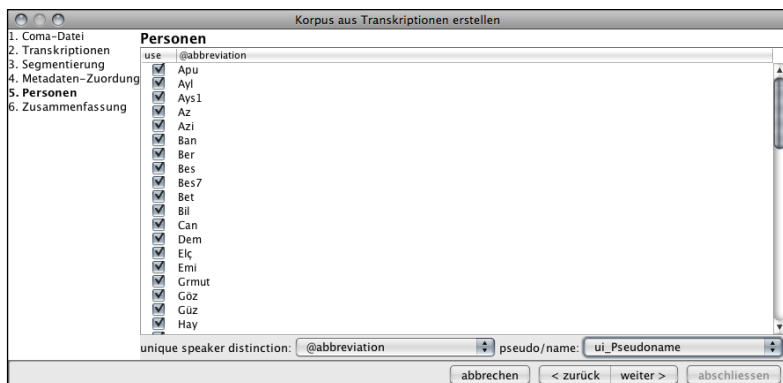 Korpus aus Transkriptionen erstellen
1. Coma-Datei
2. Transkriptionen
3. Segmentierung
4. Metadaten-Zuordung
5. Personen
6. Zusammenfassung
Personen
use @abbreviation
Apu
Ayl
Ays1
Az
Azi
Ban
Ber
Bes
Bes7
Bet
Bil
Can
Dem
Elç
Emi
Grmut
Göz
Güz
Hay
unique speaker distinction: @abbreviation pseudo/name: ui_Pseudoname
abbrechen < zurück weiter > abschliessen